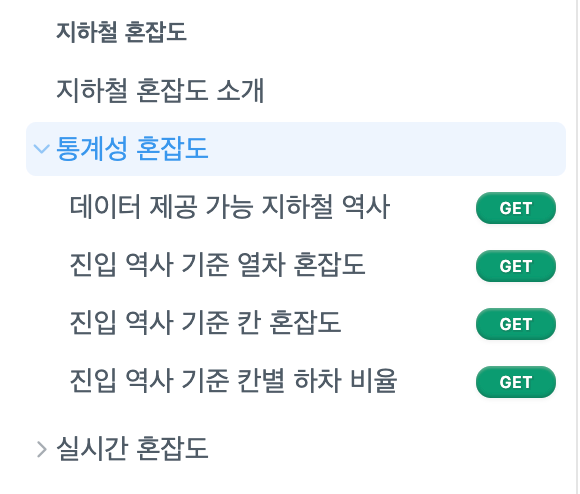 지하철 혼잡도
지하철 혼잡도 소개
통계성 혼잡도
데이터 제공 가능 지하철 역사 GET
진입 역사 기준 열차 혼잡도 GET
진입 역사 기준 칸 혼잡도 GET
진입 역사 기준 칸별 하차 비율 GET
실시간 혼잡도